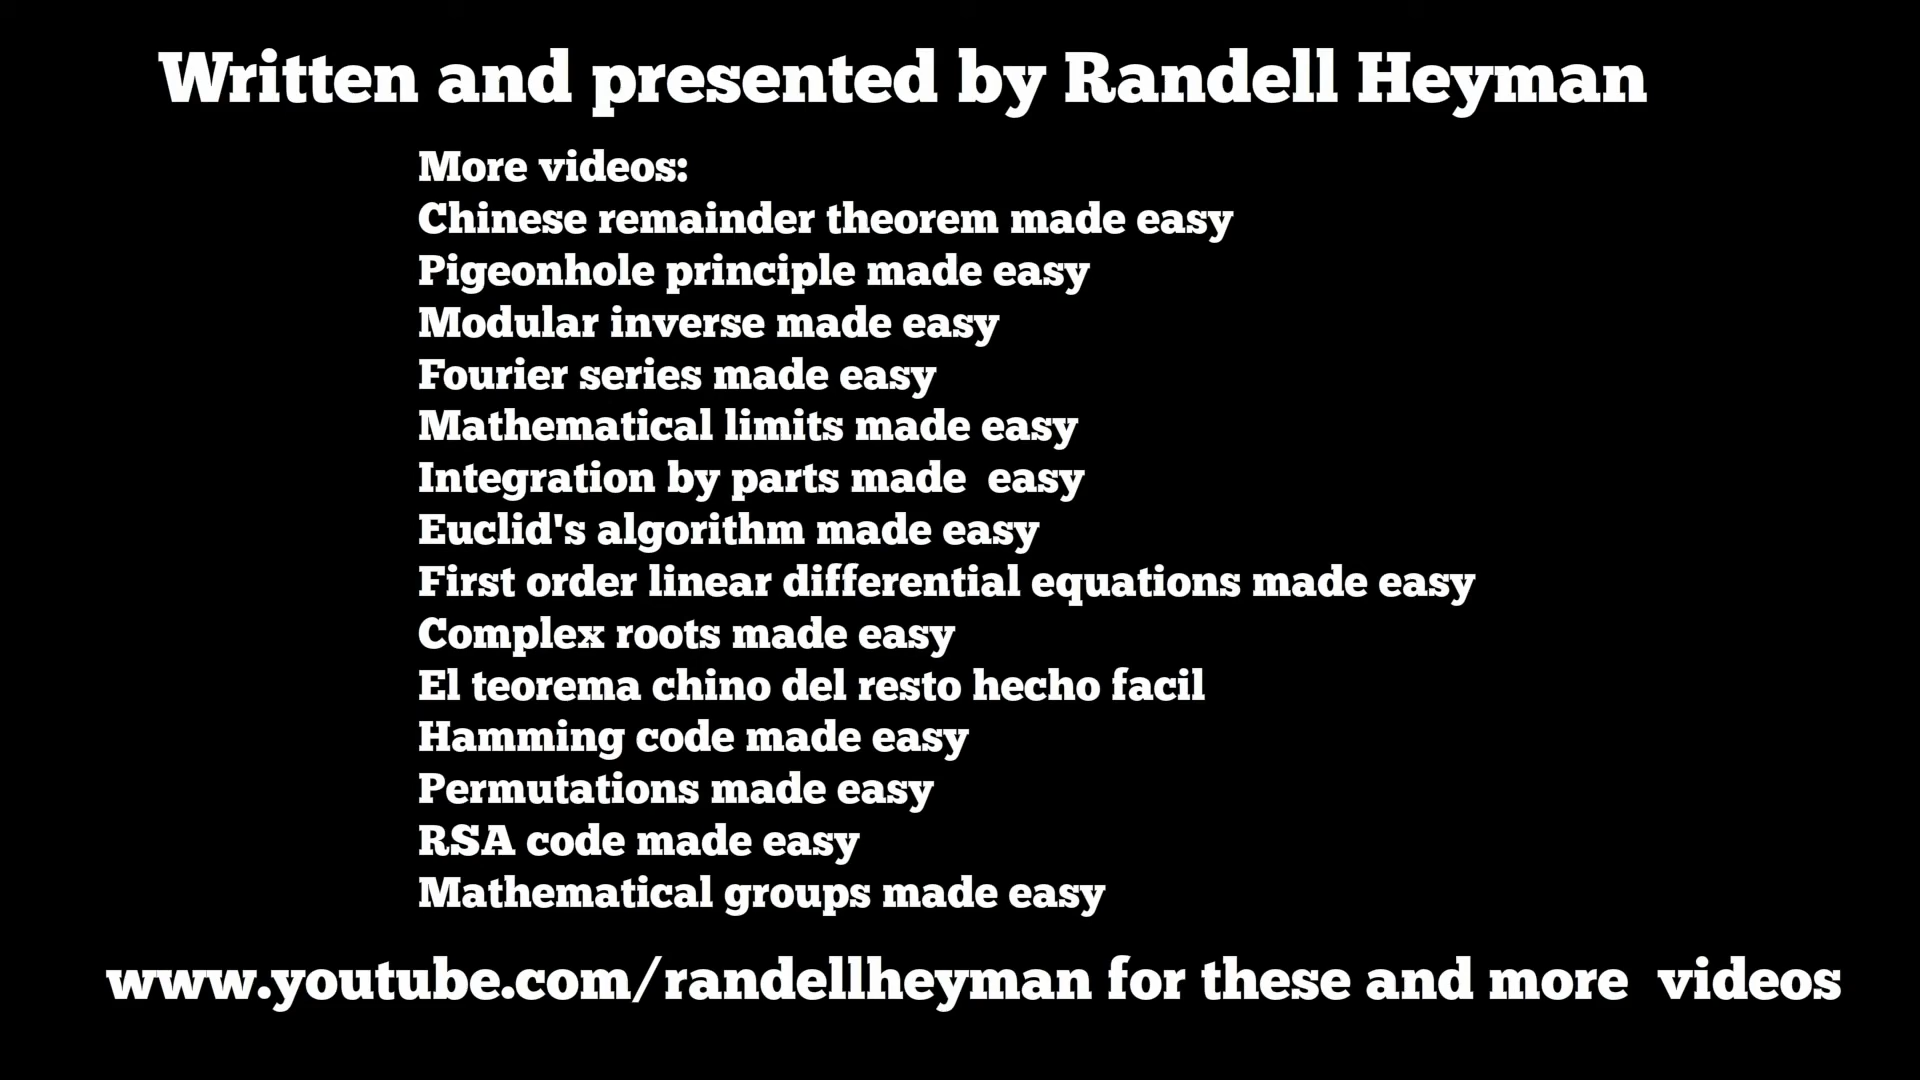 Written and presented by Randell Heyman
More videos:
Chinese remainder theorem made easy
Pigeonhole principle made easy
Modular inverse made easy
Fourier series made easy
Mathematical limits made easy
Integration by parts made  easy
Euclid's algorithm made easy
First order linear differential equations made easy
Complex roots made easy
El teorema chino del resto hecho facil
Hamming code made easy
Permutations made easy
RSA code made easy
Mathematical groups made easy
www.youtube.com/randellheyman for these and more  videos